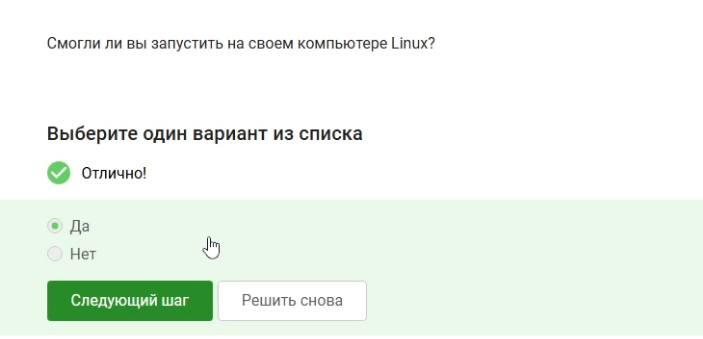 Смогли ли вы запустить на своем компьютере Linux?
Выберите один вариант из списка
Отлично!
Да
Нет
Следующий шаг
Решить снова